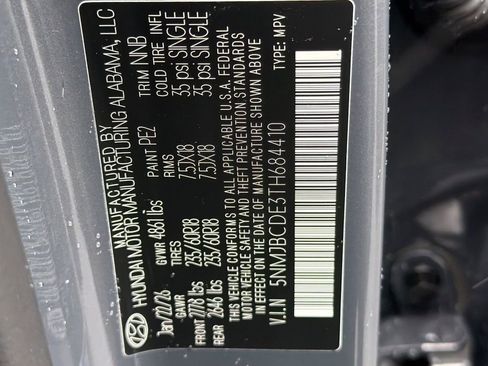 MANUFACTURED BY
HYUNDAI MOTOR MANUFACTURING ALABAMA, LLC
Jan/27/26 GVWR 4861 lbs PAINT PE2 TRIM NNB
GAWR TIRES RIMS COLD TIRE INFL
FRONT 2778 lbs 235/60R18 7.5JX18 35 psi SINGLE
REAR 2646 lbs 235/60R18 7.5JX18 35 psi SINGLE
THIS VEHICLE CONFORMS TO ALL APPLICABLE U.S.A. FEDERAL
MOTOR VEHICLE SAFETY AND THEFT PREVENTION
STANDARDS IN EFFECT ON THE DATE OF MANUFACTURE SHOWN ABOVE
V.I.N 5NMJBCDE3TH684410 TYPE: MPV